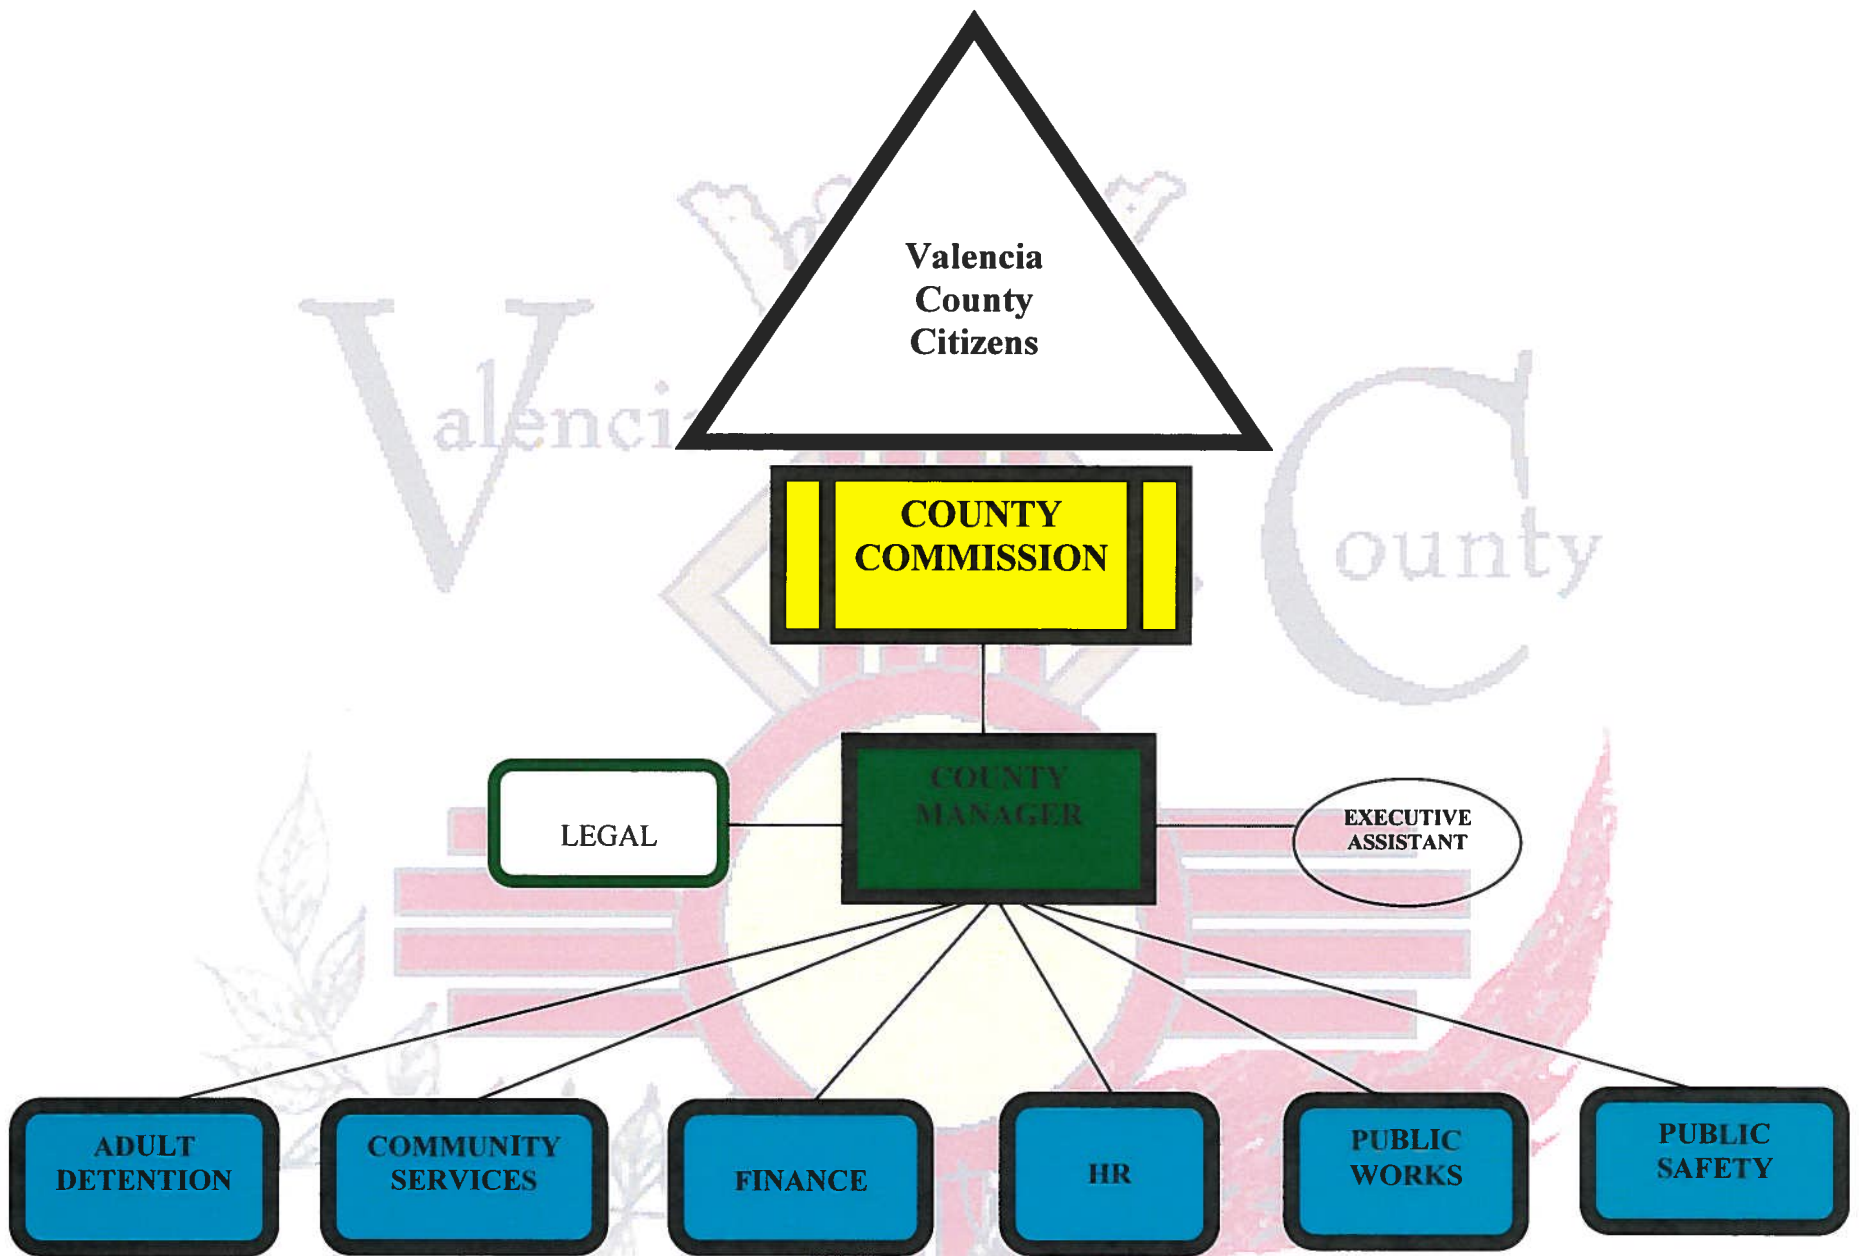 Valencia
County
Citizens
Valencia
County
COUNTY
COMMISSION
LEGAL
COUNTY
MANAGER
EXECUTIVE
ASSISTANT
ADULT
DETENTION
COMMUNITY
SERVICES
FINANCE
HR
PUBLIC
WORKS
PUBLIC
SAFETY